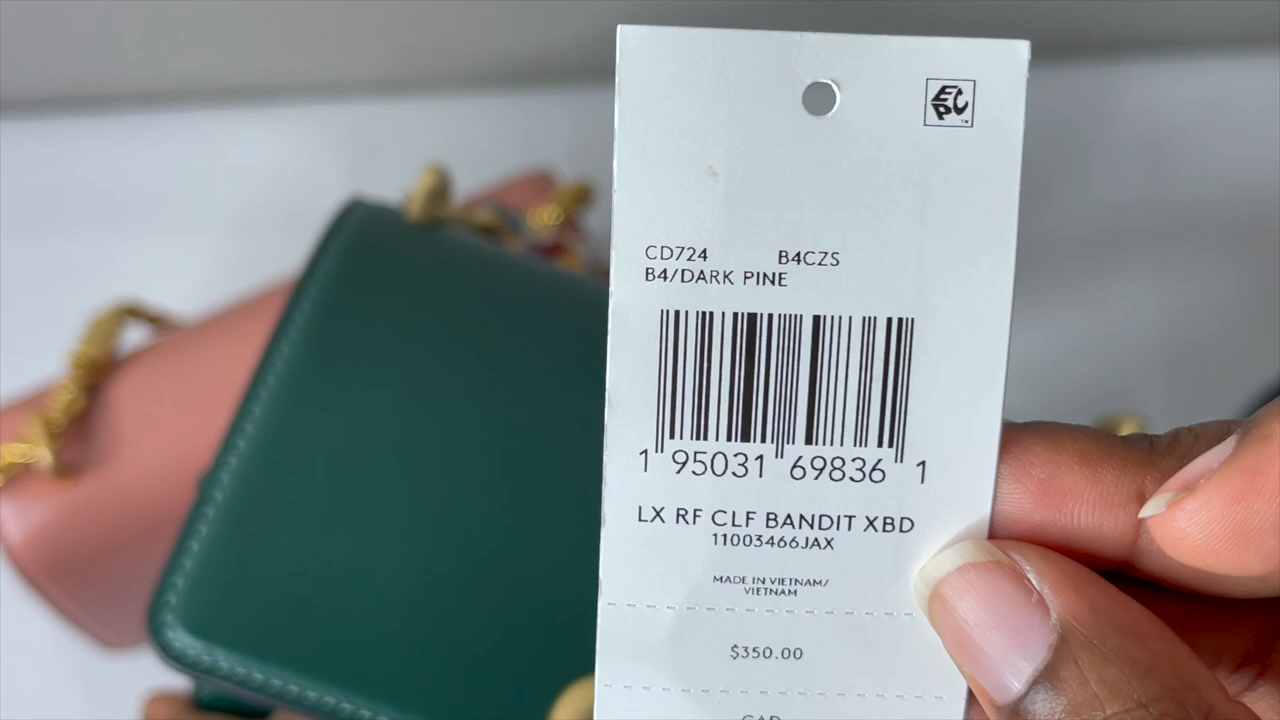 EPC™
CD724 B4CZS
B4/DARK PINE
1 95031 69836 1
LX RF CLF BANDIT XBD
11003466JAX
MADE IN VIETNAM/
VIETNAM
$350.00